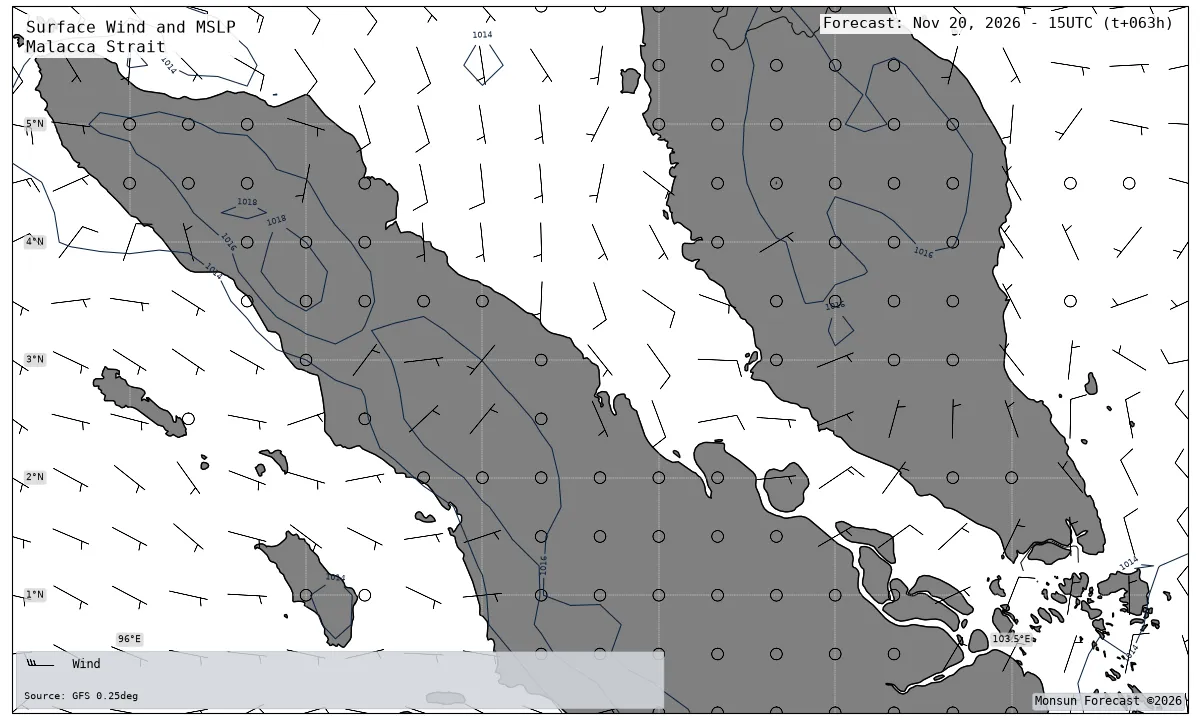 Surface Wind and MSLP
Malacca Strait
Forecast: Nov 20, 2026 - 15UTC (t+063h)
1014
1014
5°N
1018
1018
1016
4°N
1016
1014
1016
3°N
2°N
1016
1014
1014
1°N
96°E
103.5°E
1014
Wind
Source: GFS 0.25deg
Monsun Forecast ©2026